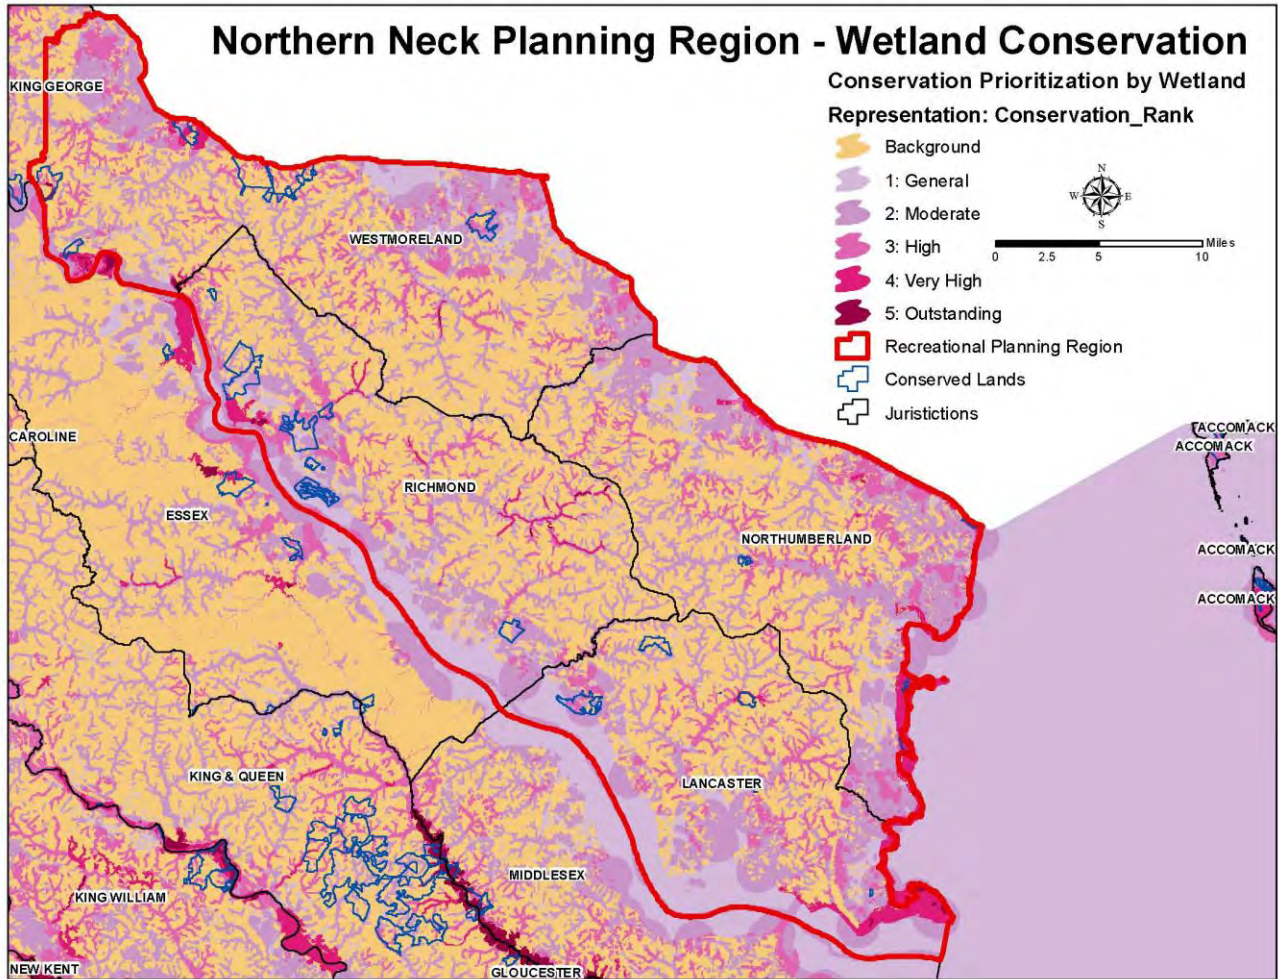 Northern Neck Planning Region - Wetland Conservation
Conservation Prioritization by Wetland
Representation: Conservation_Rank
Background
1: General
2: Moderate
3: High
4: Very High
5: Outstanding
Recreational Planning Region
Conserved Lands
Juristictions
N
W E
S
Miles
0 2.5 5 10
KING GEORGE
WESTMORELAND
CAROLINE
ACCOMACK
ACCOMACK
RICHMOND
ESSEX
NORTHUMBERLAND
ACCOMACK
ACCOMACK
KING & QUEEN
LANCASTER
MIDDLESEX
KING WILLIAM
NEW KENT
GLOUCESTER